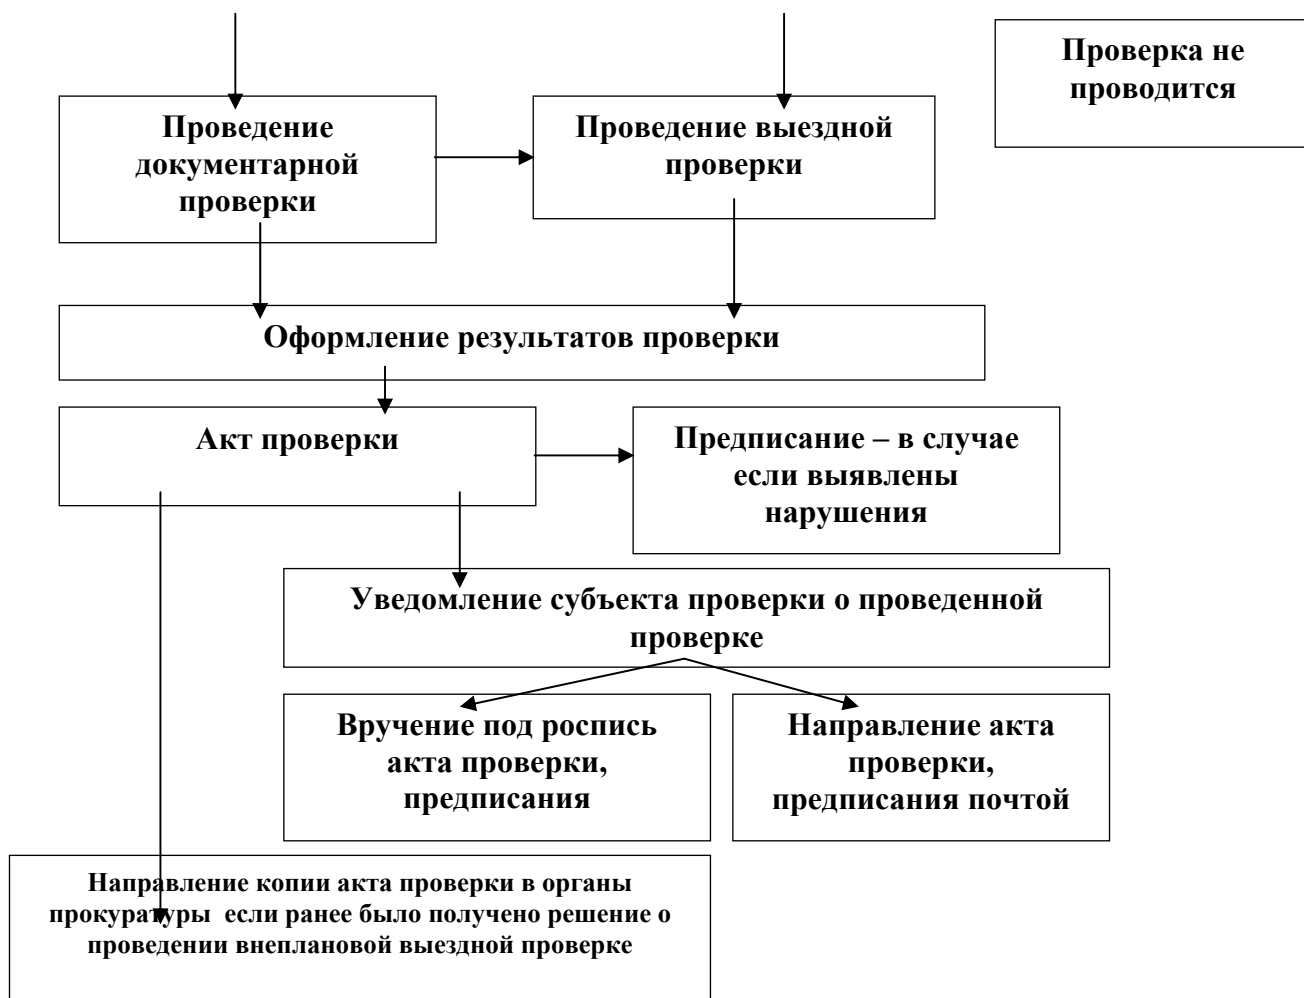 Проверка не
проводится
Проведение
документарной
проверки
Проведение выездной
проверки
Оформление результатов проверки
Акт проверки
Предписание – в случае
если выявлены
нарушения
Уведомление субъекта проверки о проведенной
проверке
Вручение под роспись
акта проверки,
предписания
Направление акта
проверки,
предписания почтой
Направление копии акта проверки в органы
прокуратуры если ранее было получено решение о
проведении внеплановой выездной проверке